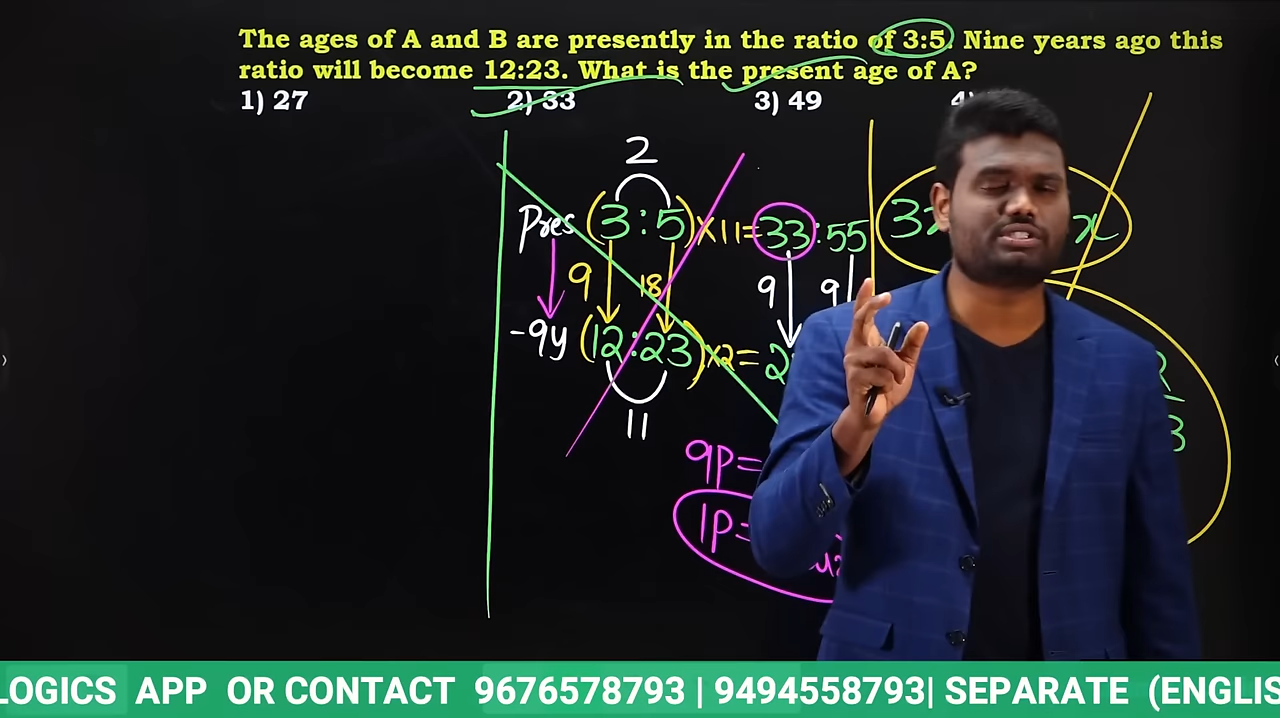 The ages of A and B are presently in the ratio of 3:5. Nine years ago this
ratio will become 12:23. What is the present age of A?
1) 27 2) 33 3) 49 4)
2
Pres (3:5)×11=33:55
9 18 9 9
-9y (12:23)×2=
11
9p=
1p=
LOGICS APP OR CONTACT 9676578793 | 9494558793| SEPARATE (ENGLIS